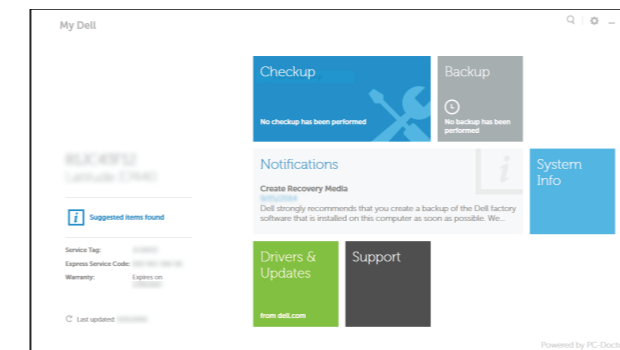 My Dell
Checkup
No checkup has been performed
Backup
No backup has been
performed
Suggested items found
Service Tag:
Express Service Code:
Warranty:
Expires on
Last updated:
Notifications
Create Recovery Media
Dell strongly recommends that you create a backup of the Dell factory
software that is installed on this computer as soon as possible. We...
System
Info
Drivers &
Updates
from dell.com
Support
Powered by PC-Docto